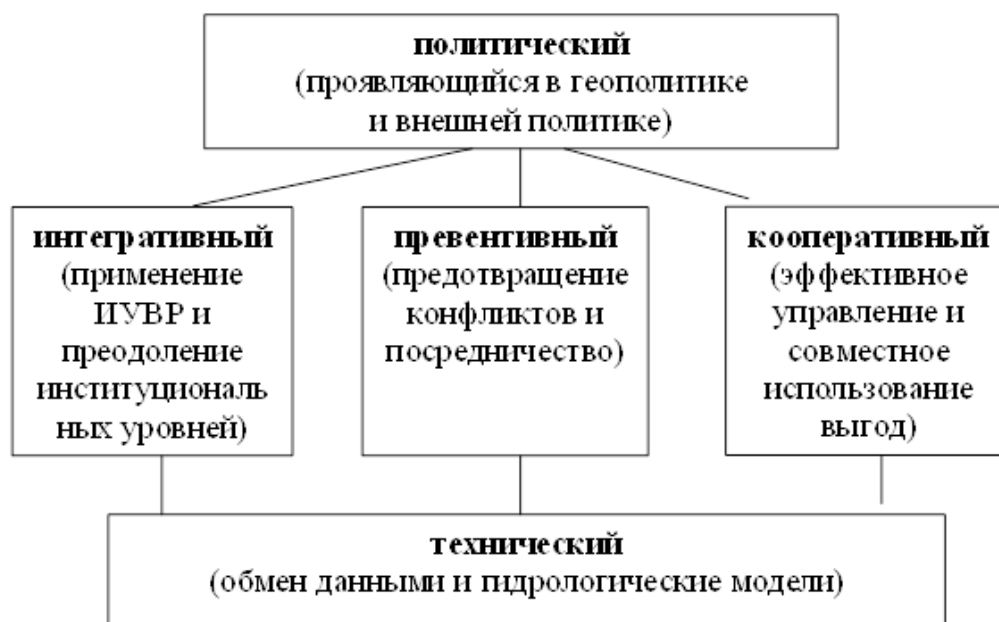 политический
(проявляющийся в геополитике
и внешней политике)
интегративный
(применение
ИУВР и
преодоление
институциональ
ных уровней)
превентивный
(предотвращение
конфликтов и
посредничество)
кооперативный
(эффективное
управление и
совместное
использование
выгод)
технический
(обмен данными и гидрологические модели)